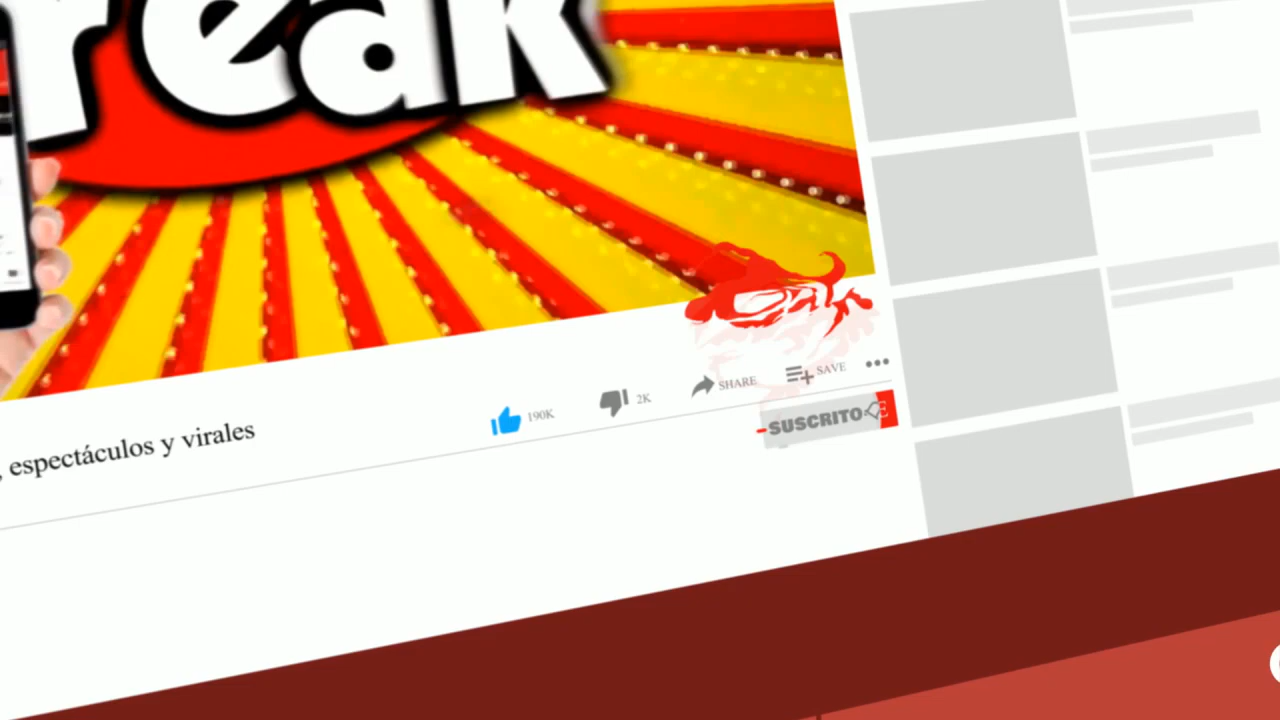 reak
, espectáculos y virales
190K
2K
SHARE
SAVE
SUSCRITO